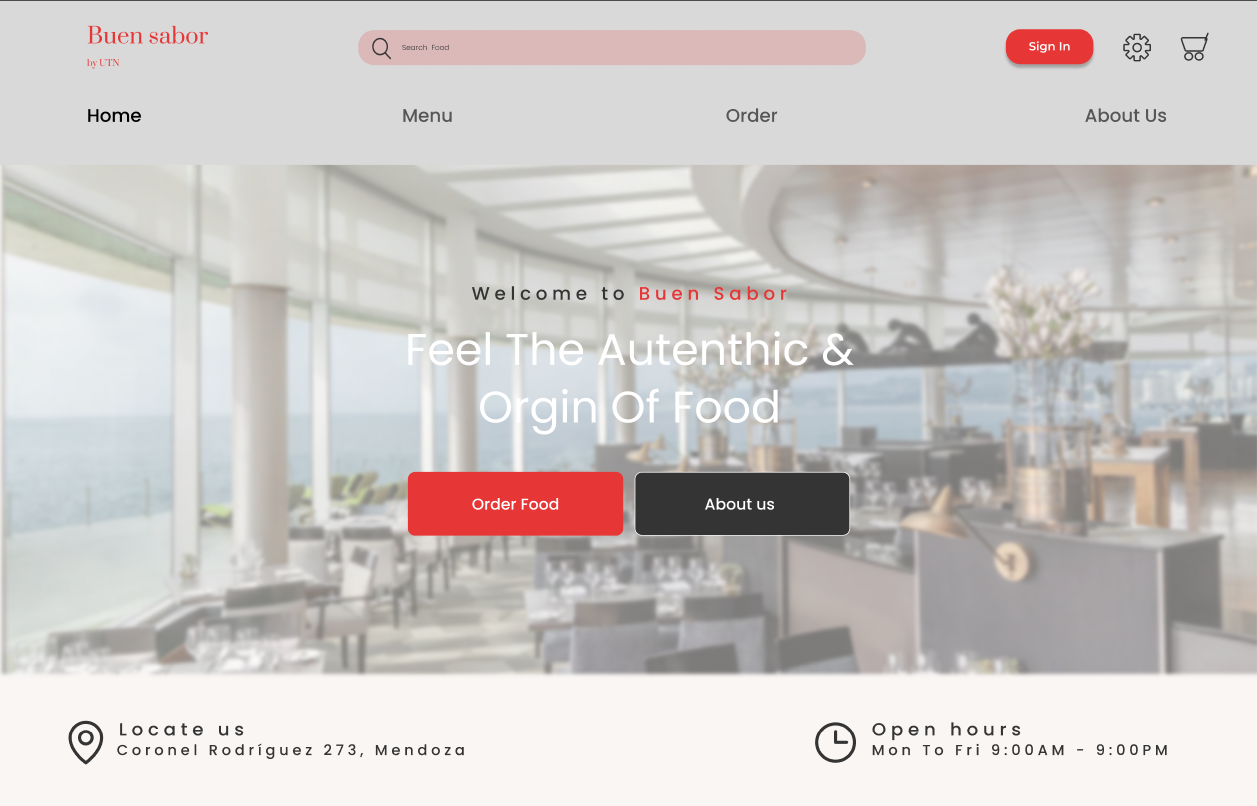 Buen sabor
by UTN
Search Food
Sign In
Home
Menu
Order
About Us
Welcome to Buen Sabor
Feel The Autenthic &
Orgin Of Food
Order Food
About us
Locate us
Coronel Rodríguez 273, Mendoza
Open hours
Mon To Fri 9:00AM - 9:00PM